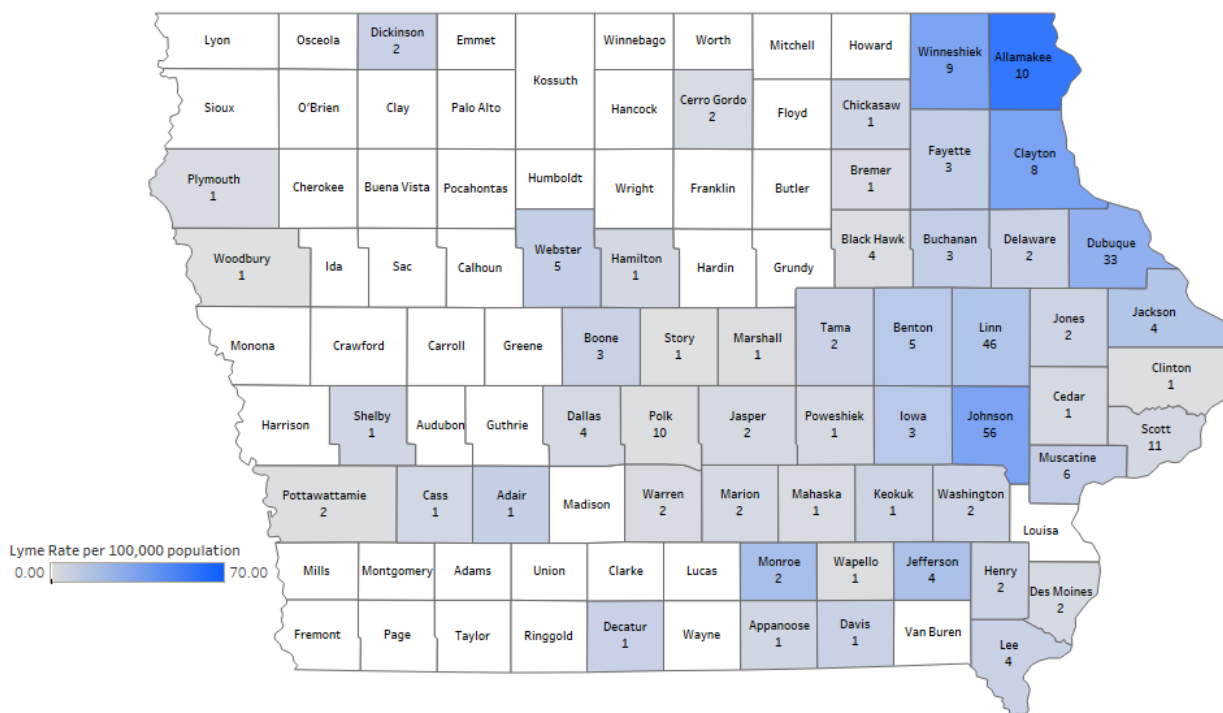 Lyon
Osceola
Dickinson
2
Emmet
Kossuth
Winnebago
Worth
Mitchell
Howard
Winneshiek
9
Allamakee
10
Sioux
O'Brien
Clay
Palo Alto
Hancock
Cerro Gordo
2
Floyd
Chickasaw
1
Fayette
3
Clayton
8
Plymouth
1
Cherokee
Buena Vista
Pocahontas
Humboldt
Wright
Franklin
Butler
Bremer
1
Woodbury
1
Ida
Sac
Calhoun
Webster
5
Hamilton
1
Hardin
Grundy
Black Hawk
4
Buchanan
3
Delaware
2
Dubuque
33
Monona
Crawford
Carroll
Greene
Boone
3
Story
1
Marshall
1
Tama
2
Benton
5
Linn
46
Jones
2
Jackson
4
Clinton
1
Harrison
Shelby
1
Audubon
Guthrie
Dallas
4
Polk
10
Jasper
2
Poweshiek
1
Iowa
3
Johnson
56
Cedar
1
Scott
11
Muscatine
6
Pottawattamie
2
Cass
1
Adair
1
Madison
Warren
2
Marion
2
Mahaska
1
Keokuk
1
Washington
2
Louisa
Lyme Rate per 100,000 population
0.00
70.00
Mills
Montgomery
Adams
Union
Clarke
Lucas
Monroe
2
Wapello
1
Jefferson
4
Henry
2
Des Moines
2
Fremont
Page
Taylor
Ringgold
Decatur
1
Wayne
Appanoose
1
Davis
1
Van Buren
Lee
4